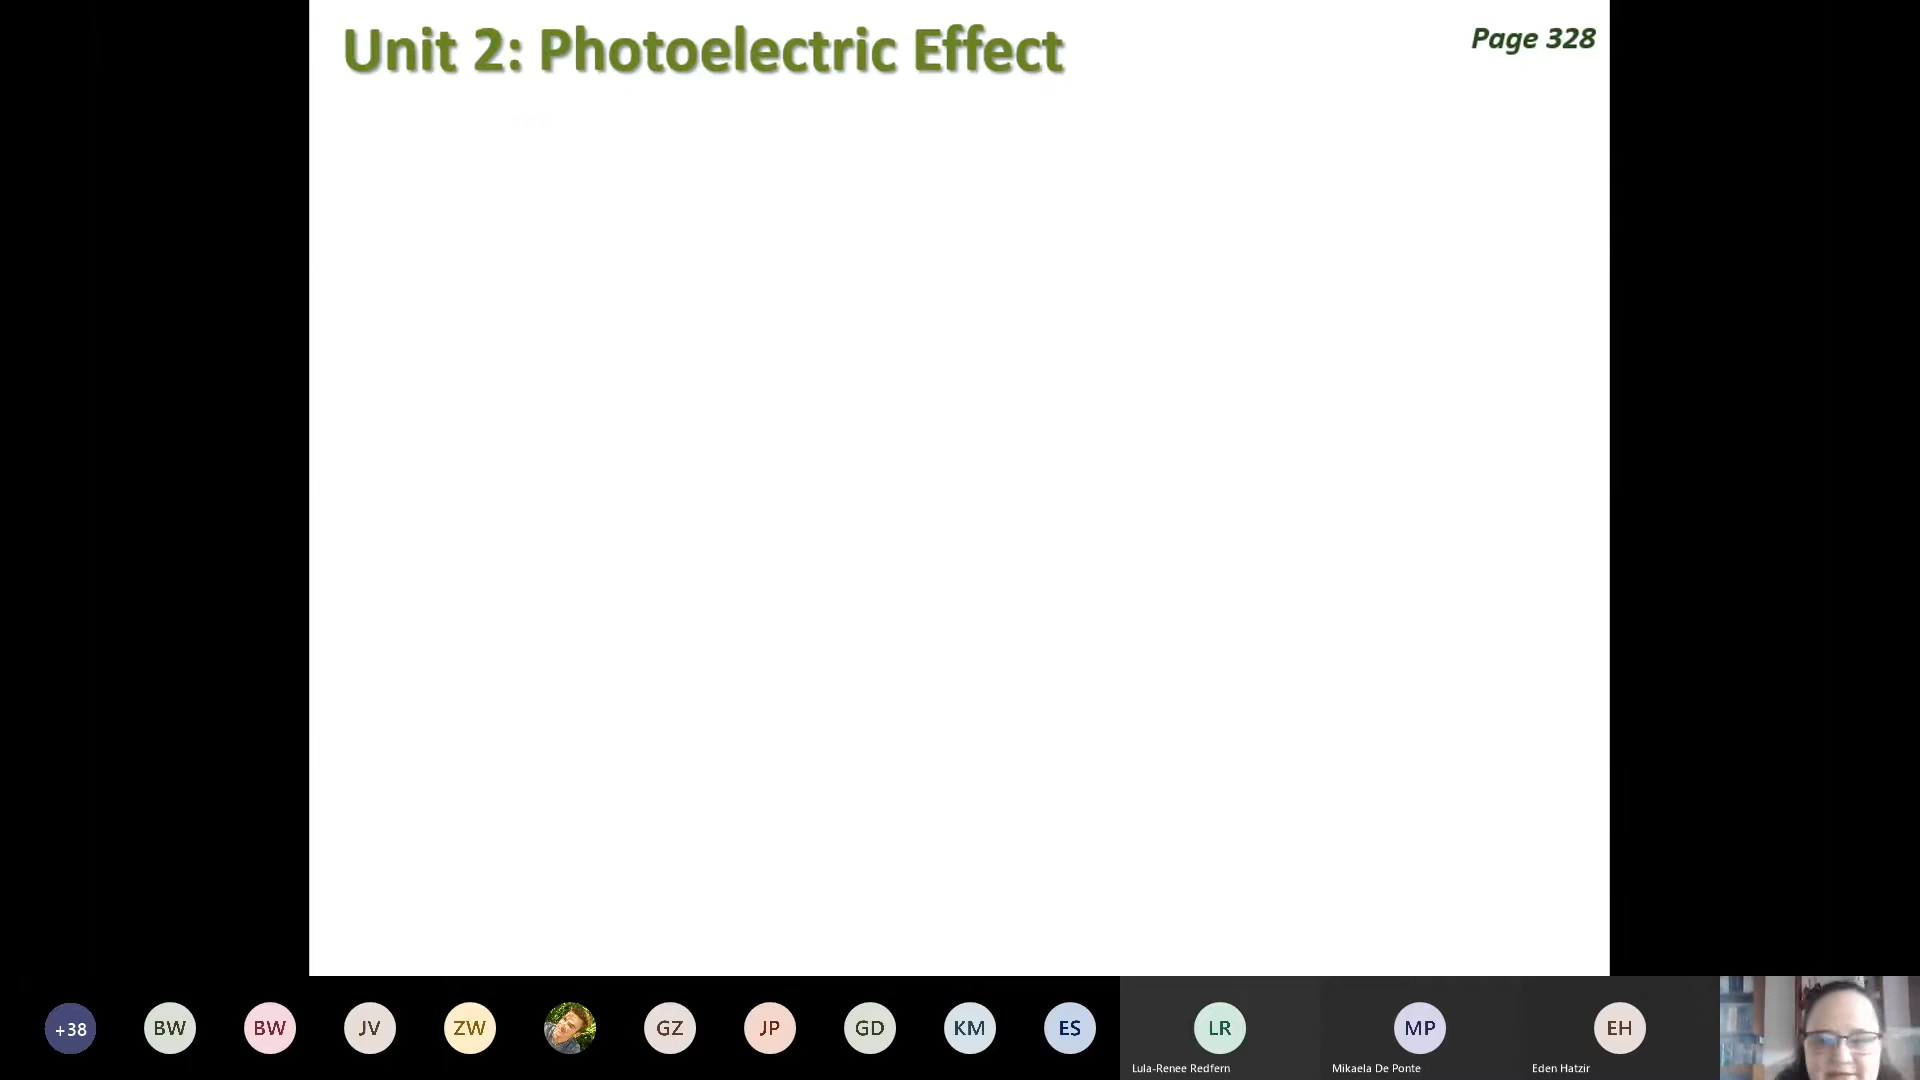 Unit 2: Photoelectric Effect
Page 328
+38
BW
BW
JV
ZW
GZ
JP
GD
KM
ES
LR
MP
EH
Lula-Renee Redfern
Mikaela De Ponte
Eden Hatzir